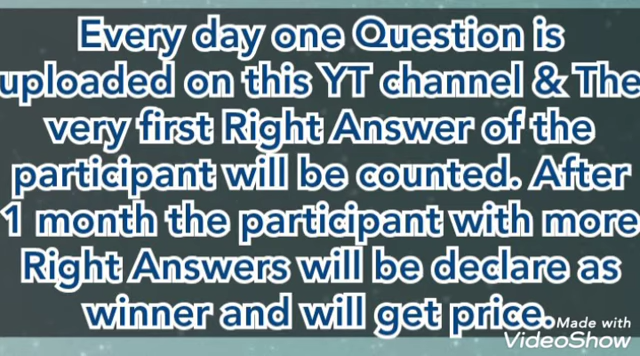 Every day one Question is
uploaded on this YT channel & The
very first Right Answer of the
participant will be counted. After
1 month the participant with more
Right Answers will be declare as
winner and will get price.
Made with
VideoShow